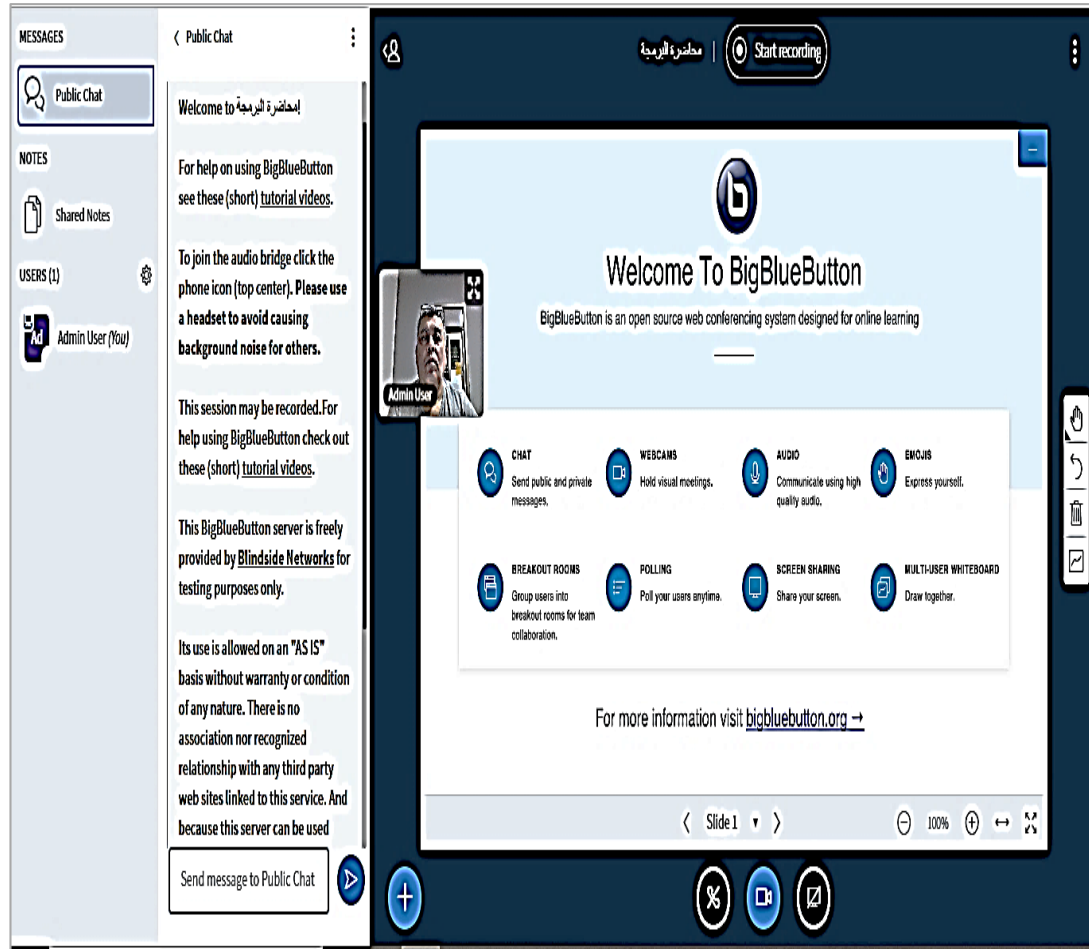 MESSAGES
Public Chat
NOTES
Shared Notes
USERS (1)
Ad
Admin User (You)
Public Chat
Welcome to محاضرة البرمجة!
For help on using BigBlueButton
see these (short) tutorial videos.
To join the audio bridge click the
phone icon (top center). Please use
a headset to avoid causing
background noise for others.
This session may be recorded.For
help using BigBlueButton check out
these (short) tutorial videos.
This BigBlueButton server is freely
provided by Blindside Networks for
testing purposes only.
Its use is allowed on an "AS IS"
basis without warranty or condition
of any nature. There is no
association nor recognized
relationship with any third party
web sites linked to this service. And
because this server can be used
Send message to Public Chat
محاضرة البرمجة | Start recording
Welcome To BigBlueButton
BigBlueButton is an open source web conferencing system designed for online learning
Admin User
CHAT
Send public and private
messages.
WEBCAMS
Hold visual meetings.
AUDIO
Communicate using high
quality audio.
EMOJIS
Express yourself.
BREAKOUT ROOMS
Group users into
breakout rooms for team
collaboration.
POLLING
Poll your users anytime.
SCREEN SHARING
Share your screen.
MULTI-USER WHITEBOARD
Draw together.
For more information visit bigbluebutton.org →
Slide 1
100%